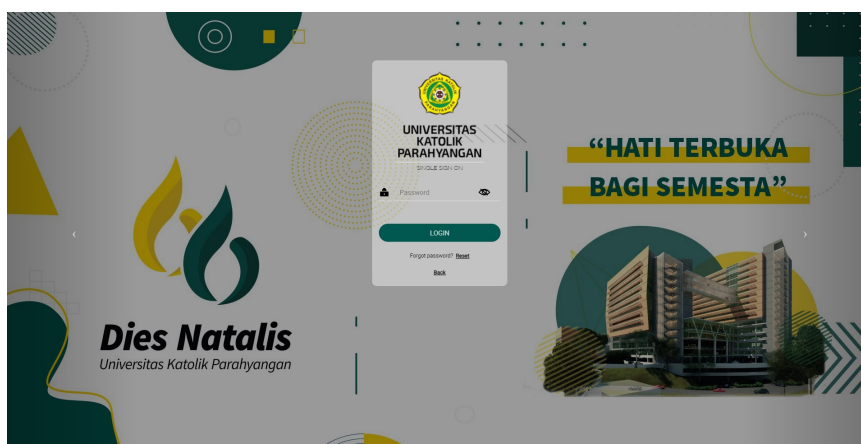 UNIVERSITAS
KATOLIK
PARAHYANGAN
SINGLE SIGN ON
Password
LOGIN
Forgot password? Reset
Back
Dies Natalis
Universitas Katolik Parahyangan
“HATI TERBUKA
BAGI SEMESTA”